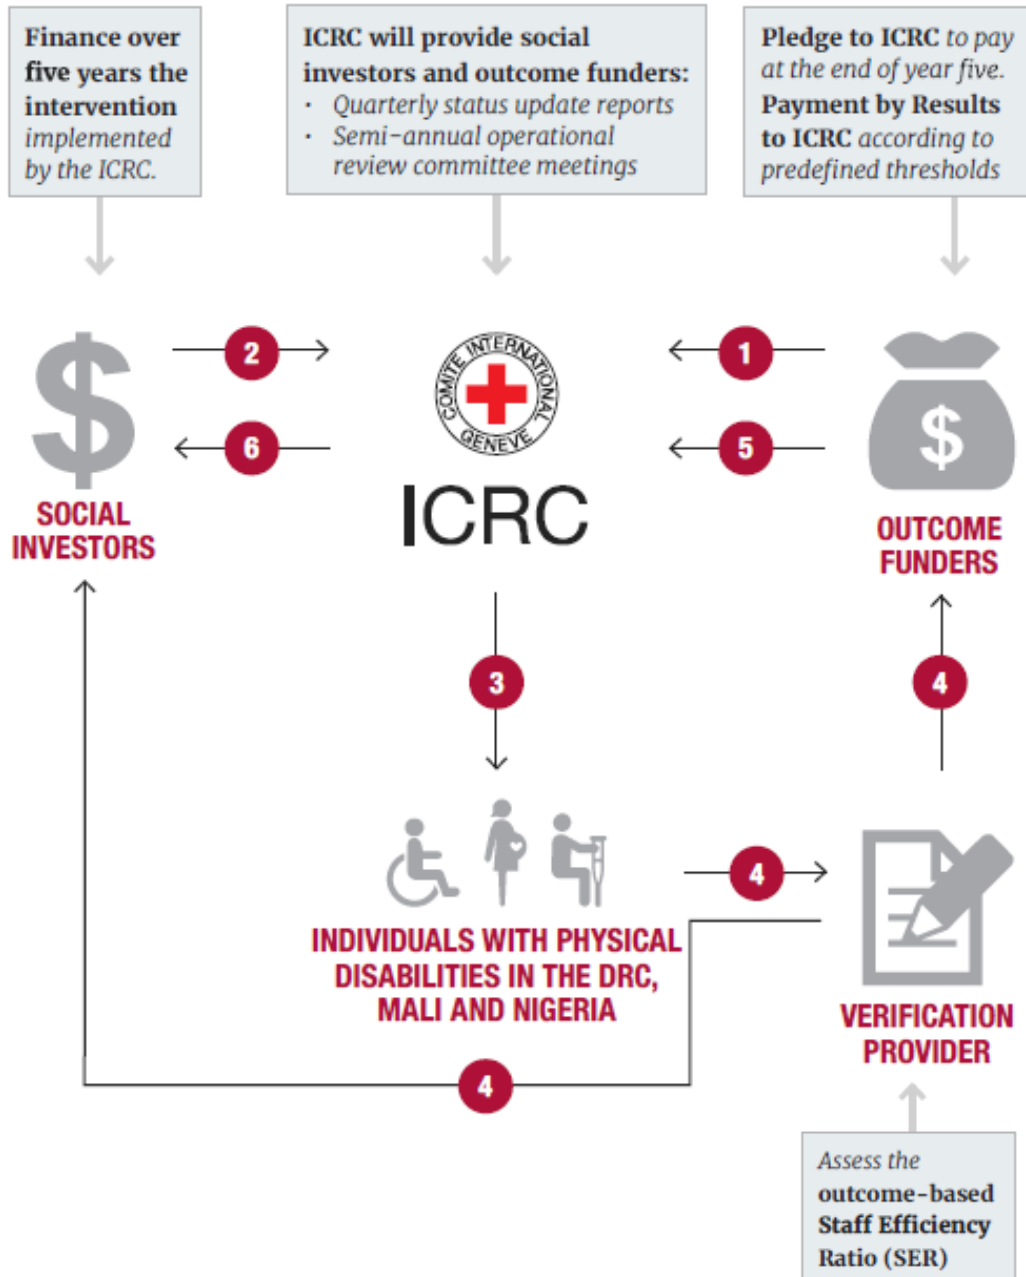 Finance over
five years the
intervention
implemented
by the ICRC.
ICRC will provide social
investors and outcome funders:
• Quarterly status update reports
• Semi-annual operational
review committee meetings
Pledge to ICRC to pay
at the end of year five.
Payment by Results
to ICRC according to
predefined thresholds
2
1
6
5
COMITE INTERNATIONAL
GENEVE
ICRC
$
$
SOCIAL
INVESTORS
OUTCOME
FUNDERS
3
4
4
INDIVIDUALS WITH PHYSICAL
DISABILITIES IN THE DRC,
MALI AND NIGERIA
VERIFICATION
PROVIDER
4
Assess the
outcome-based
Staff Efficiency
Ratio (SER)